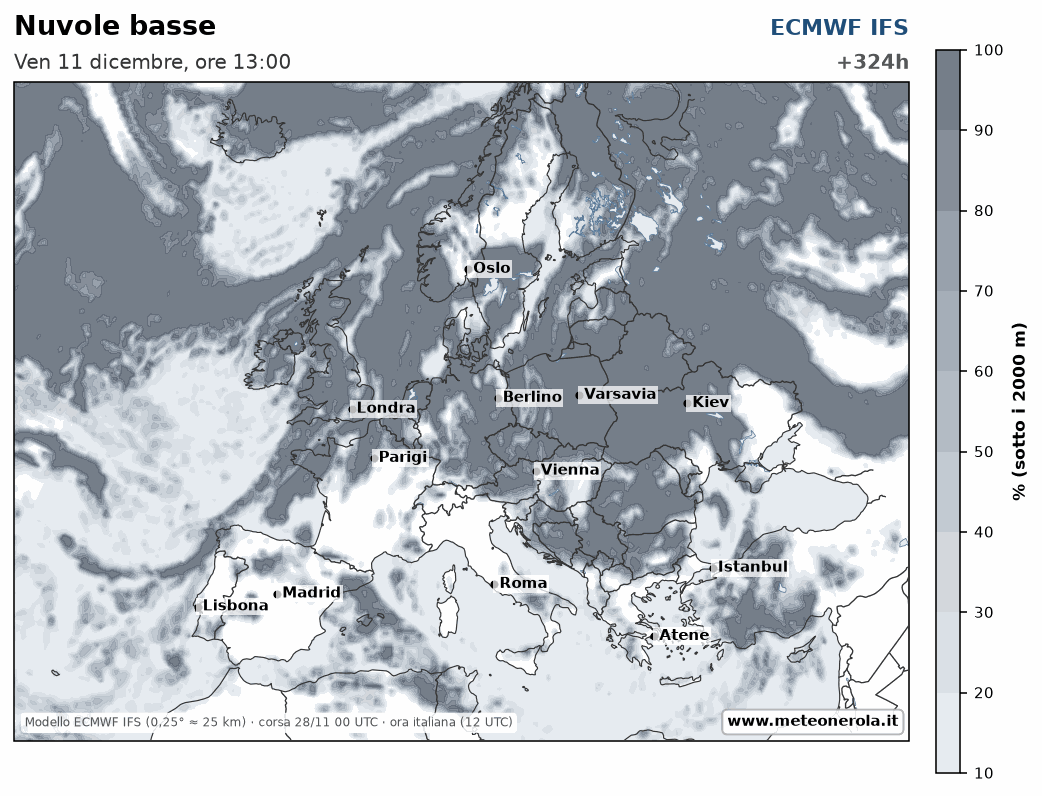 Nuvole basse
ECMWF IFS
Ven 11 dicembre, ore 13:00
+324h
100
90
80
70
60
50
40
30
20
10
% (sotto i 2000 m)
Oslo
Berlino
Varsavia
Kiev
Londra
Parigi
Vienna
Istanbul
Roma
Madrid
Lisbona
Atene
Modello ECMWF IFS (0,25° ≈ 25 km) · corsa 28/11 00 UTC · ora italiana (12 UTC)
www.meteonerola.it